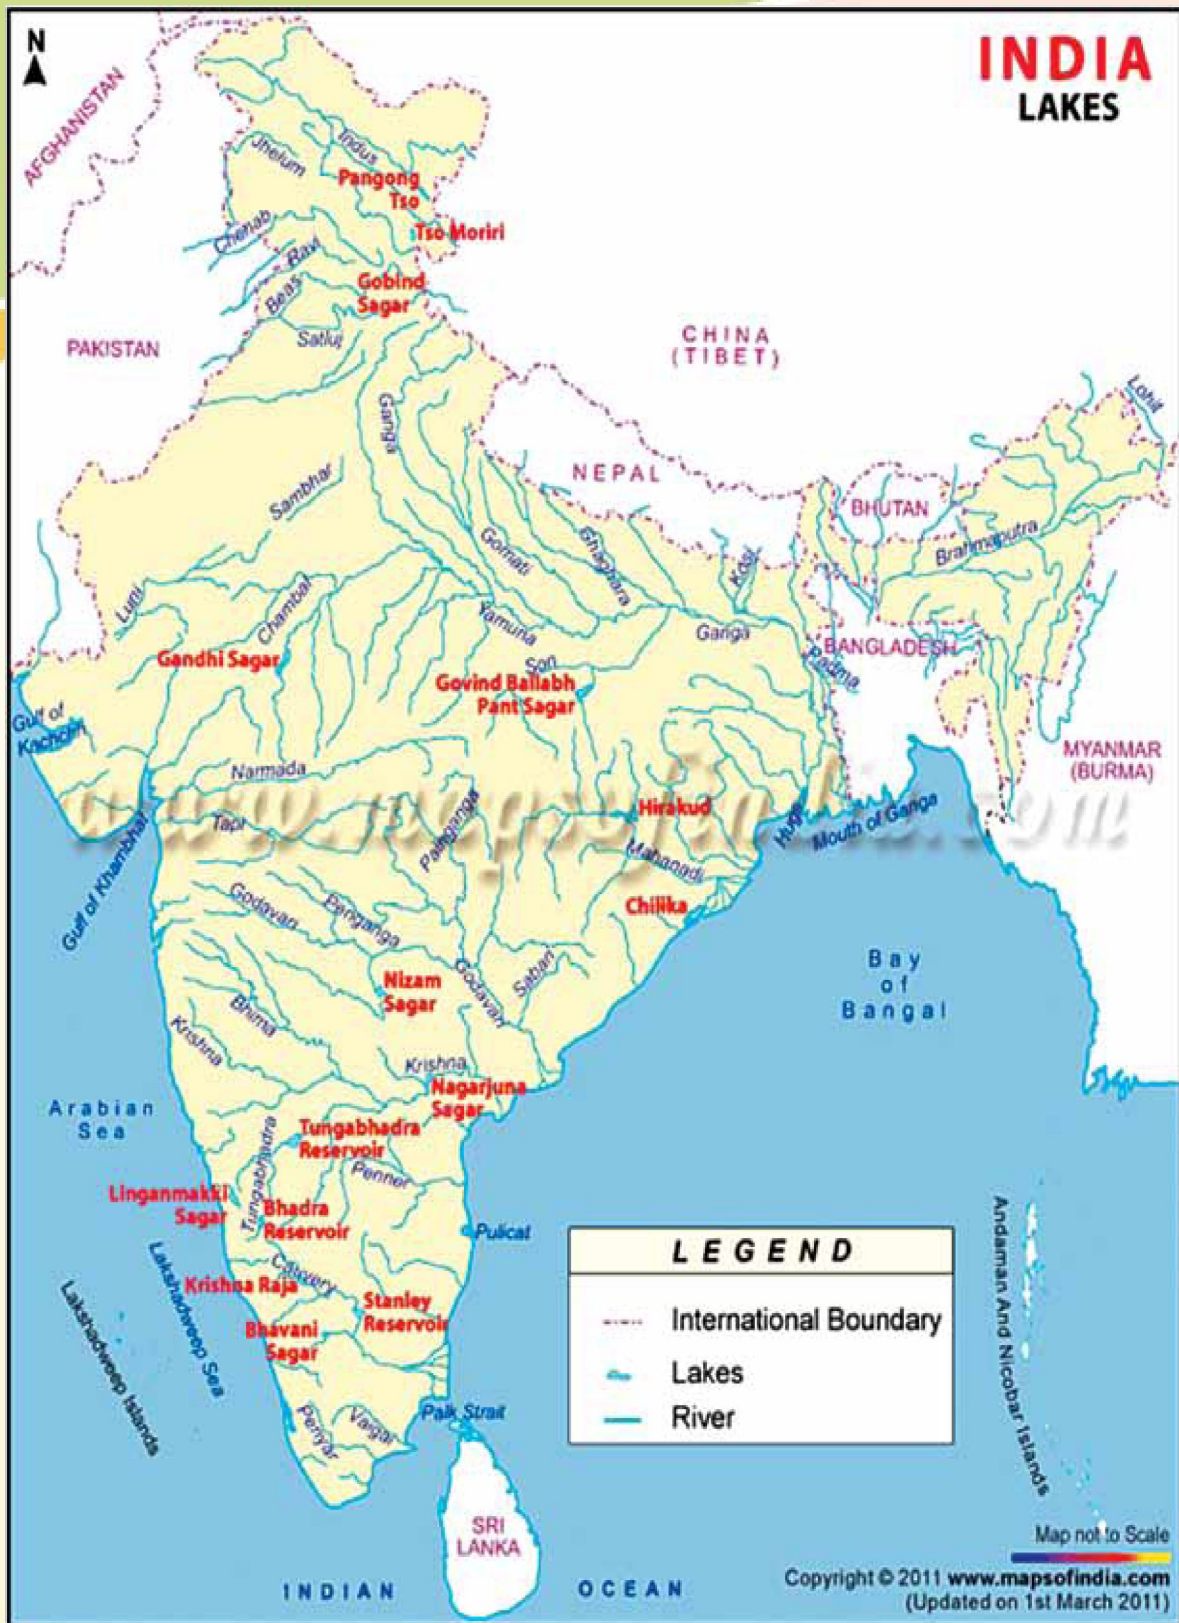 N
INDIA
LAKES
AFGHANISTAN
Indus
Jhelum
Pangong
Tso
Chenab
Tso Moriri
Ravi
Beas
Gobind
Sagar
Satluj
PAKISTAN
CHINA
(TIBET)
Lohit
Ganga
NEPAL
BHUTAN
Sambhar
Brahmaputra
Gomati
Ghaghara
Kosi
Luni
Chambal
Yamuna
Ganga
BANGLADESH
Padma
Gandhi Sagar
Son
Govind Ballabh
Pant Sagar
Gulf of
Kachchh
MYANMAR
(BURMA)
Narmada
www.mapsofindia.com
Hirakud
Tapi
Painganga
Hugli
Mouth of Ganga
Mahanadi
Gulf of Khambhat
Godavari
Penganga
Chilika
Bay
of
Bangal
Nizam
Sagar
Godavari
Sabari
Bhima
Krishna
Krishna
Nagarjuna
Sagar
Arabian
Sea
Tungabhadra
Reservoir
Tungabhadra
Penner
Linganmakki
Sagar
Bhadra
Reservoir
Pulicat
Cauvery
Krishna Raja
Stanley
Reservoir
Bhavani
Sagar
Lakshadweep Sea
Lakshadweep Islands
Palk Strait
Periyar
Vaigai
SRI
LANKA
Andaman And Nicobar Islands
LEGEND
International Boundary
Lakes
River
INDIAN OCEAN
Map not to Scale
Copyright © 2011 www.mapsofindia.com
(Updated on 1st March 2011)